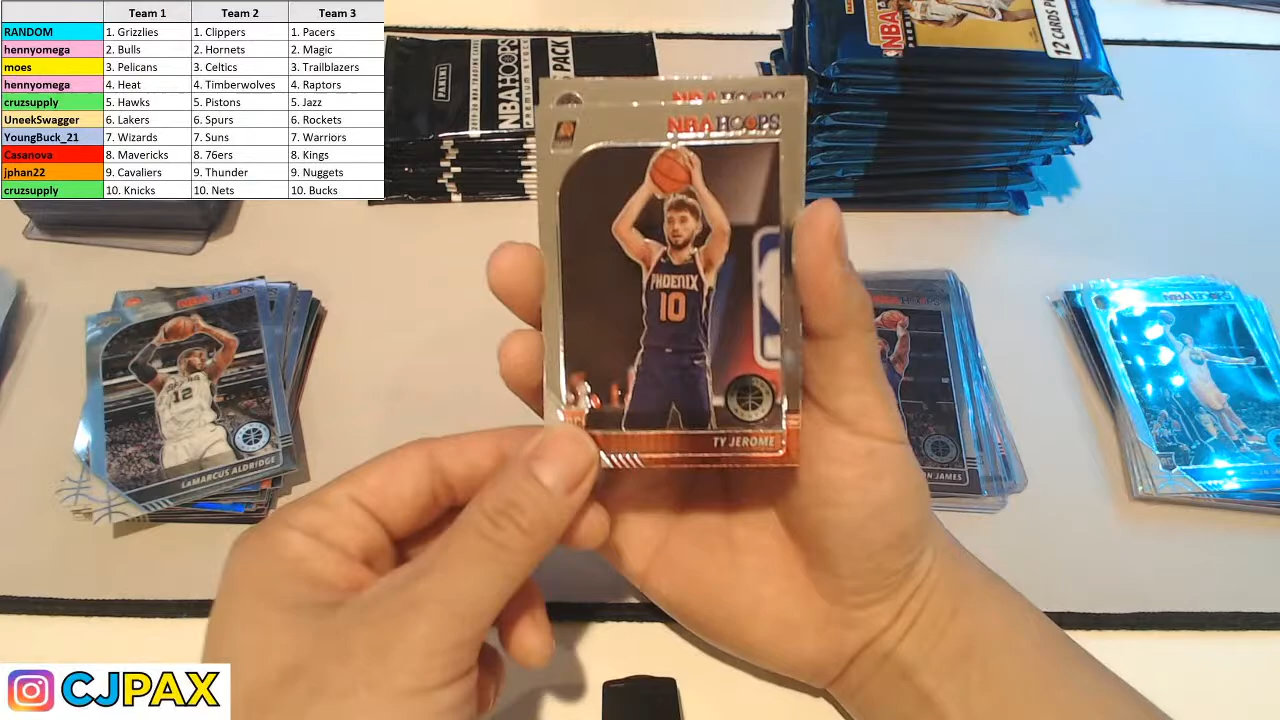 Team 1 Team 2 Team 3
RANDOM 1. Grizzlies 1. Clippers 1. Pacers
hennyomega 2. Bulls 2. Hornets 2. Magic
moes 3. Pelicans 3. Celtics 3. Trailblazers
hennyomega 4. Heat 4. Timberwolves 4. Raptors
cruzsupply 5. Hawks 5. Pistons 5. Jazz
UneekSwagger 6. Lakers 6. Spurs 6. Rockets
YoungBuck_21 7. Wizards 7. Suns 7. Warriors
Casanova 8. Mavericks 8. 76ers 8. Kings
jphan22 9. Cavaliers 9. Thunder 9. Nuggets
cruzsupply 10. Knicks 10. Nets 10. Bucks
PANINI
NBA HOOPS
PREMIUM STOCK
PACK
12 CARDS P
NBA HOOPS
NBA HOOPS
PHOENIX
10
TY JEROME
12
LaMARCUS ALDRIDGE
ON JAMES
CJPAX